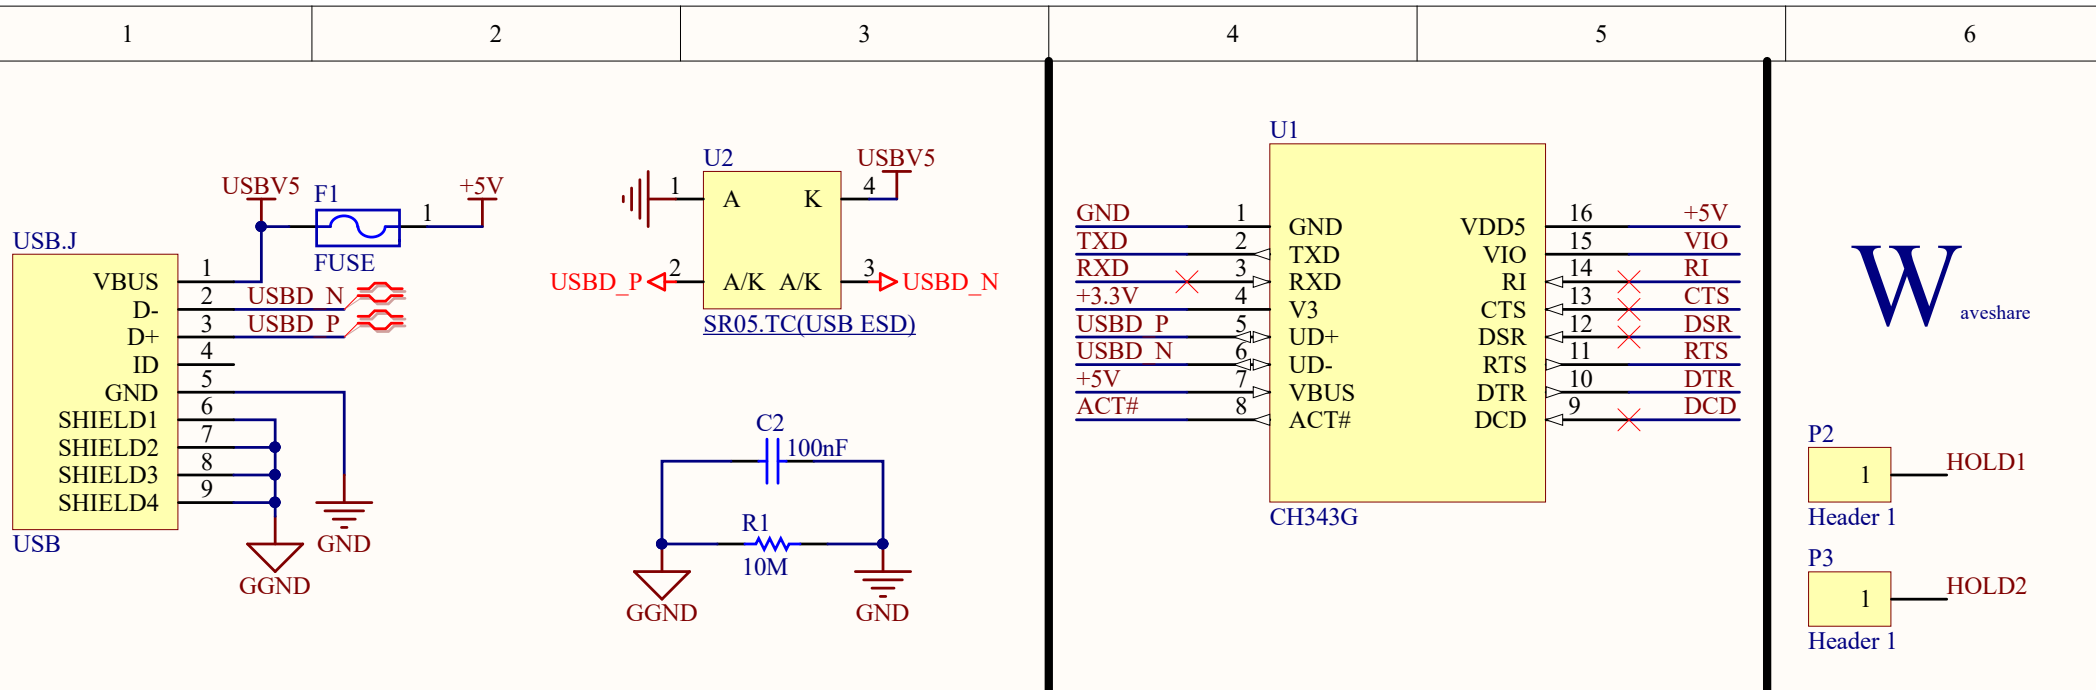 1 2 3 4 5 6
USBV5
F1
1
+5V
FUSE
USB.J
VBUS 1
D- 2 USBD_N
D+ 3 USBD_P
ID 4
GND 5
SHIELD1 6
SHIELD2 7
SHIELD3 8
SHIELD4 9
USB
GGND
GND
U2
USBV5
1 A K 4
USBD_P 2 A/K A/K 3 USBD_N
SR05.TC(USB ESD)
C2
100nF
R1
10M
GGND
GND
U1
GND 1 GND VDD5 16 +5V
TXD 2 TXD VIO 15 VIO
RXD 3 RXD RI 14 RI
+3.3V 4 V3 CTS 13 CTS
USBD_P 5 UD+ DSR 12 DSR
USBD_N 6 UD- RTS 11 RTS
+5V 7 VBUS DTR 10 DTR
ACT# 8 ACT# DCD 9 DCD
CH343G
Waveshare
P2
1 HOLD1
Header 1
P3
1 HOLD2
Header 1